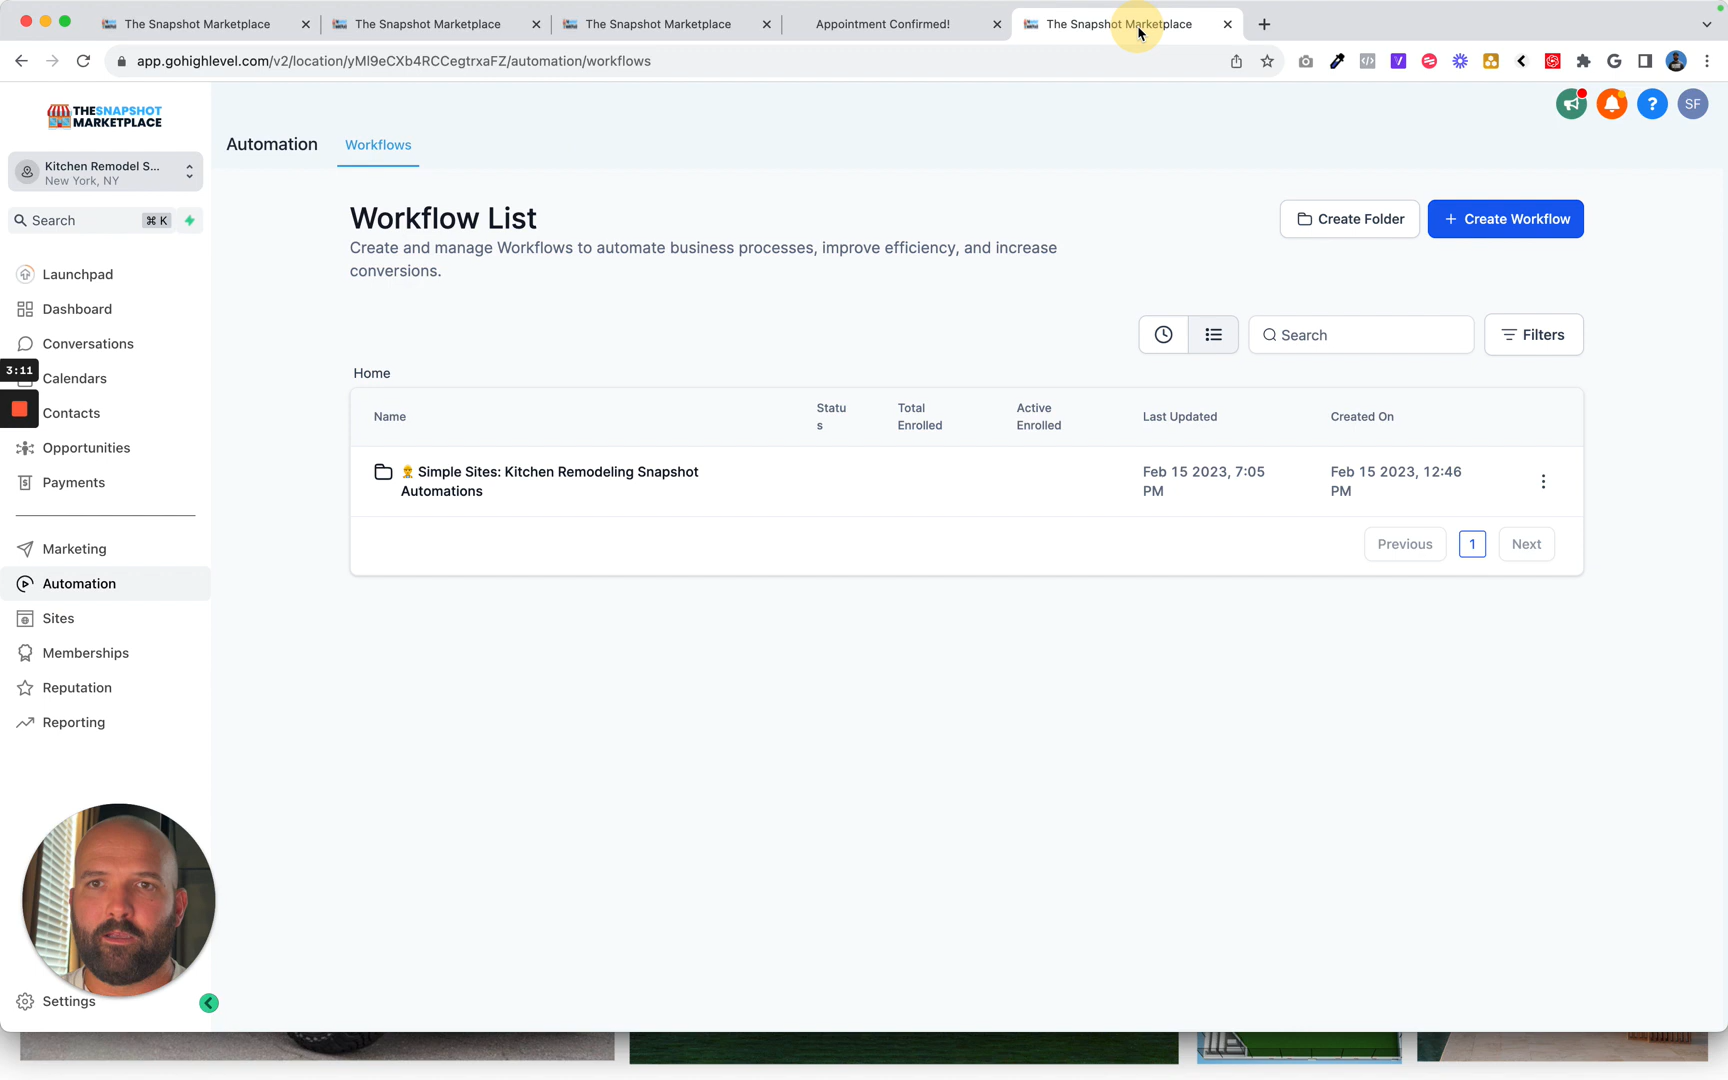 The Snapshot Marketplace
The Snapshot Marketplace
The Snapshot Marketplace
Appointment Confirmed!
The Snapshot Marketplace
app.gohighlevel.com/v2/location/yMl9eCXb4RCCegtrxaFZ/automation/workflows
THESNAPSHOT
MARKETPLACE
Kitchen Remodel S...
New York, NY
Search
⌘ K
Launchpad
Dashboard
Conversations
3:11
Calendars
Contacts
Opportunities
Payments
Marketing
Automation
Sites
Memberships
Reputation
Reporting
Settings
Automation
Workflows
?
SF
Workflow List
Create and manage Workflows to automate business processes, improve efficiency, and increase
conversions.
Create Folder
+ Create Workflow
Search
Filters
Home
Name
Statu
s
Total
Enrolled
Active
Enrolled
Last Updated
Created On
Simple Sites: Kitchen Remodeling Snapshot
Automations
Feb 15 2023, 7:05
PM
Feb 15 2023, 12:46
PM
Previous
1
Next